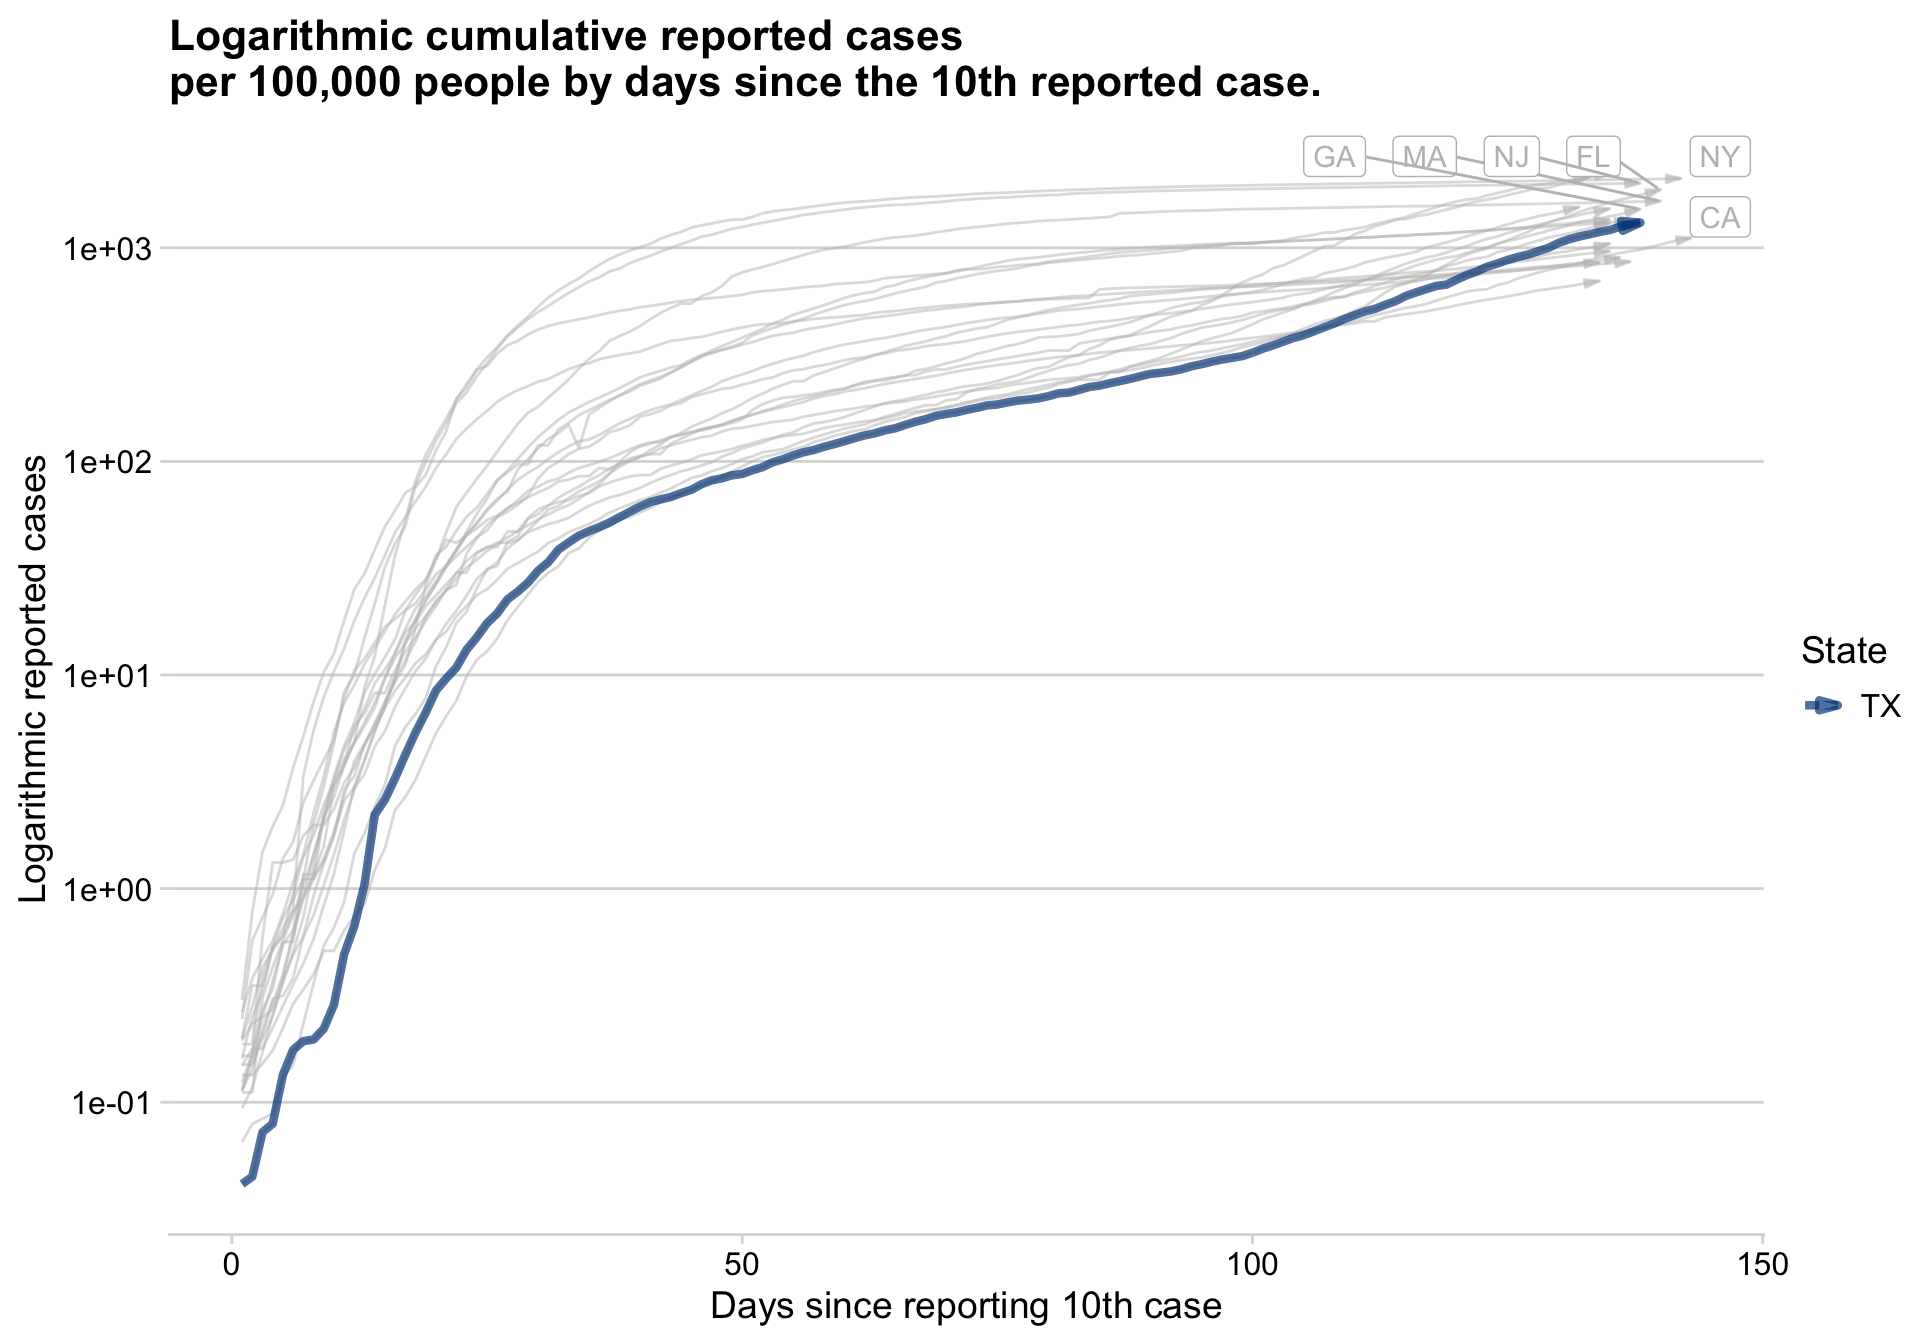 Logarithmic cumulative reported cases
per 100,000 people by days since the 10th reported case.
GA MA NJ FL NY
CA
1e+03
1e+02
1e+01
1e+00
1e-01
Logarithmic reported cases
State
TX
0 50 100 150
Days since reporting 10th case